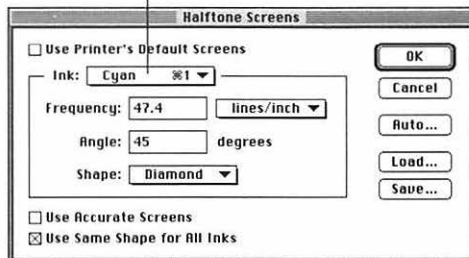 Halftone Screens
Use Printer's Default Screens
OK
Ink: Cyan ⌘1
Cancel
Frequency: 47.4 lines/inch
Auto...
Angle: 45 degrees
Load...
Shape: Diamond
Save...
Use Accurate Screens
Use Same Shape for All Inks